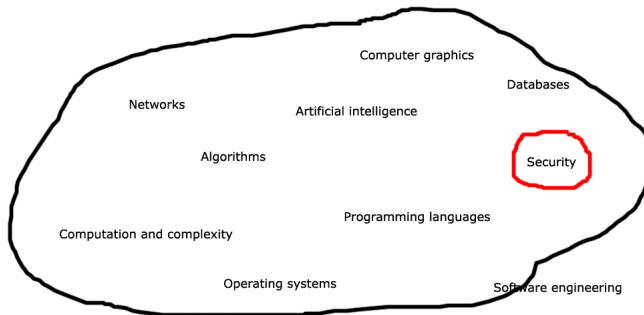 Computer graphics
Databases
Networks
Artificial intelligence
Algorithms
Security
Programming languages
Computation and complexity
Operating systems
Software engineering